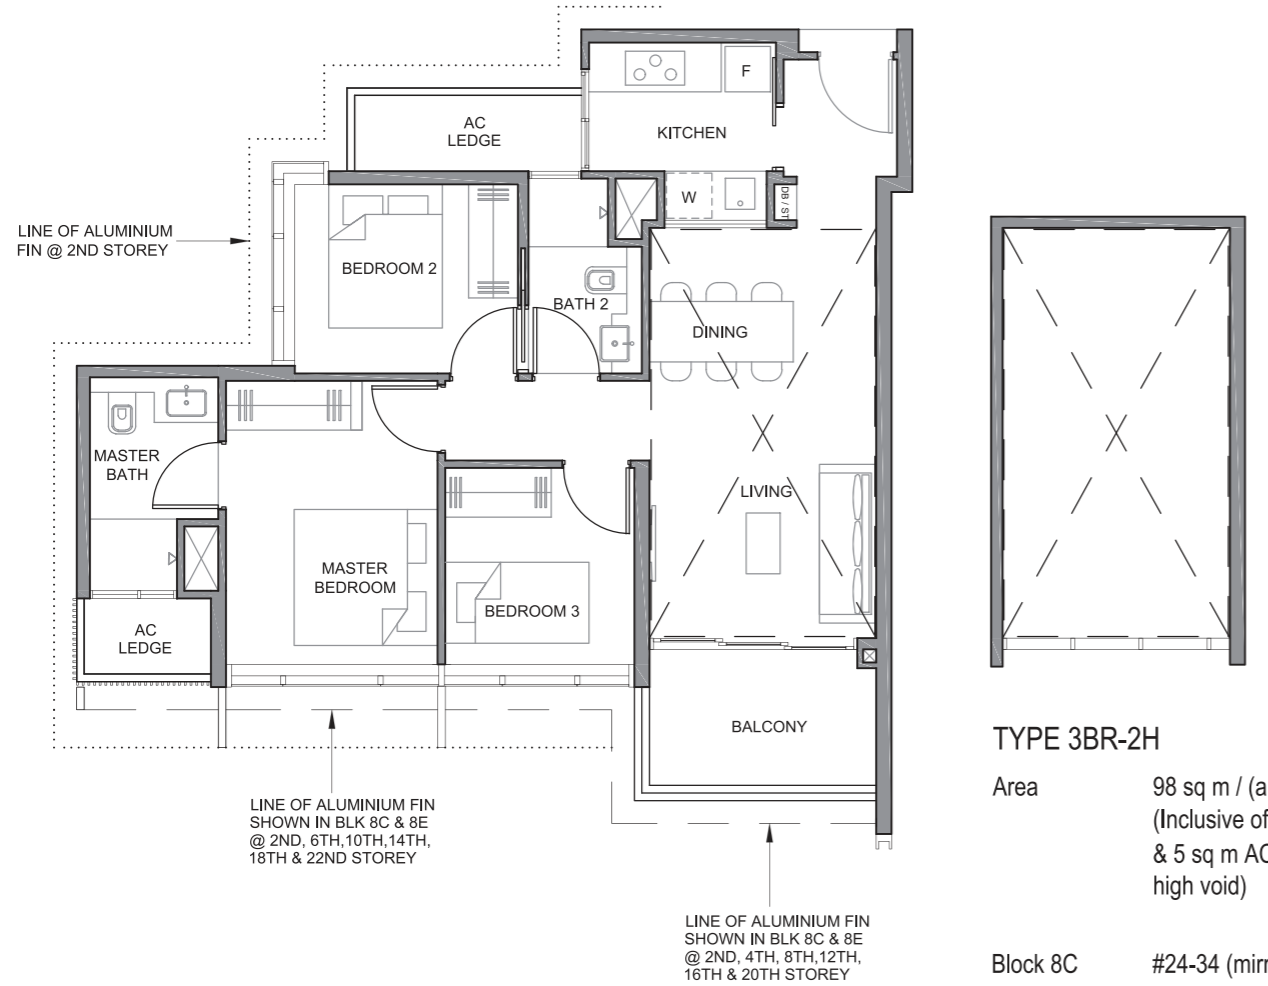 F
AC
LEDGE
KITCHEN
W
DB / ST
LINE OF ALUMINIUM
FIN @ 2ND STOREY
BEDROOM 2
BATH 2
DINING
MASTER
BATH
LIVING
MASTER
BEDROOM
BEDROOM 3
AC
LEDGE
BALCONY
LINE OF ALUMINIUM FIN
SHOWN IN BLK 8C & 8E
@ 2ND, 6TH,10TH,14TH,
18TH & 22ND STOREY
LINE OF ALUMINIUM FIN
SHOWN IN BLK 8C & 8E
@ 2ND, 4TH, 8TH,12TH,
16TH & 20TH STOREY
TYPE 3BR-2H
Area 98 sq m / (a
(Inclusive of
& 5 sq m AC
high void)
Block 8C #24-34 (mirr